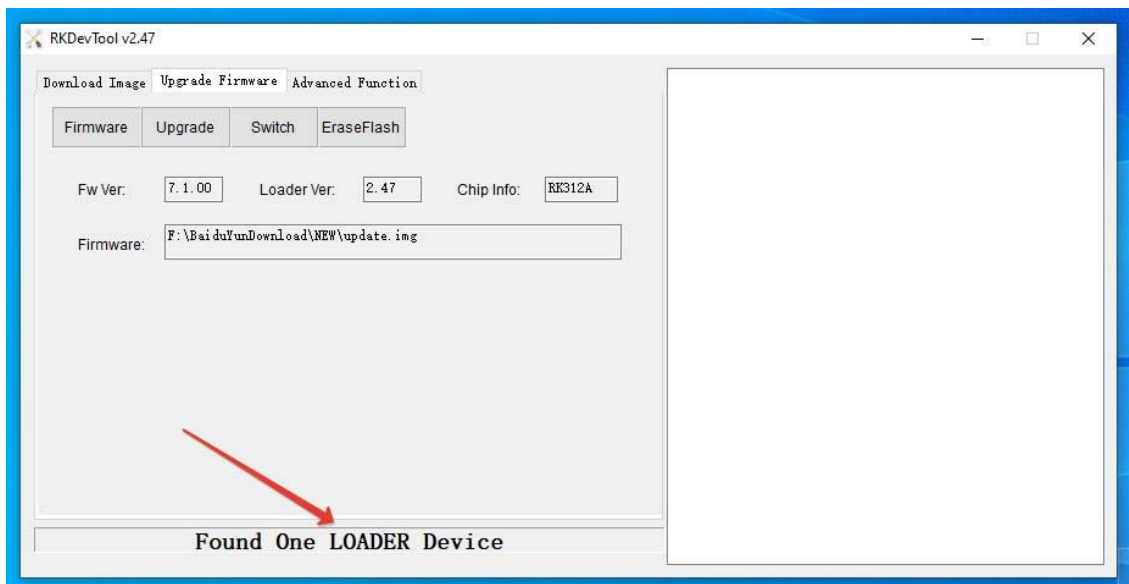 RKDevTool v2.47
Download Image Upgrade Firmware Advanced Function
Firmware Upgrade Switch EraseFlash
Fw Ver: 7.1.00 Loader Ver: 2.47 Chip Info: RK312A
Firmware: F:\BaiduYunDownload\NEW\update.img
Found One LOADER Device